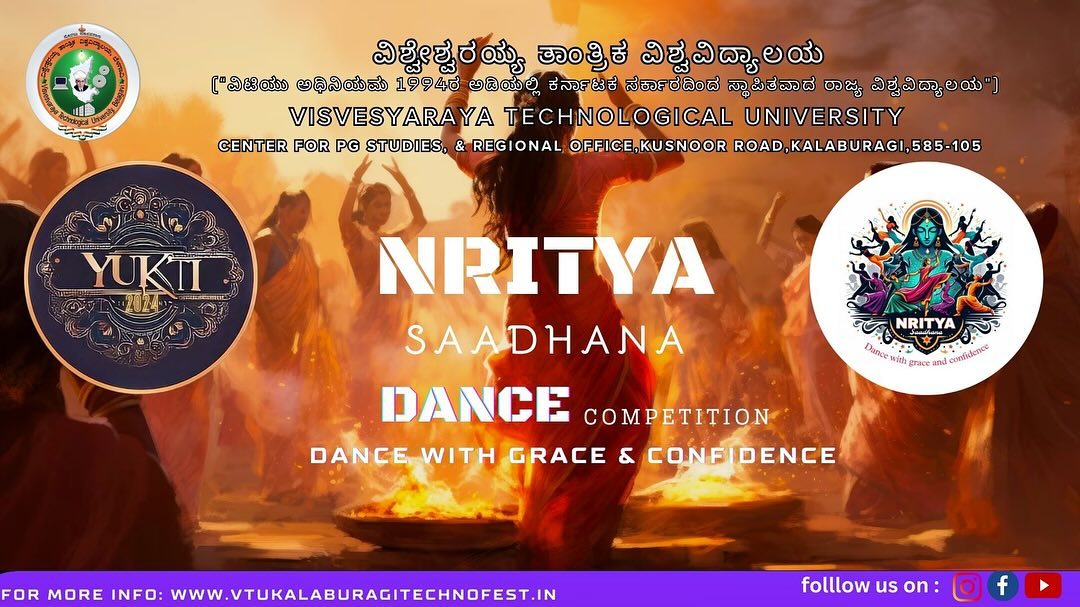 ವಿಶ್ವೇಶ್ವರಯ್ಯ ತಾಂತ್ರಿಕ ವಿಶ್ವವಿದ್ಯಾಲಯ
["ವಿಟಿಯು ಅಧಿನಿಯಮ 1994ರ ಅಡಿಯಲ್ಲಿ ಕರ್ನಾಟಕ ಸರ್ಕಾರದಿಂದ ಸ್ಥಾಪಿತವಾದ ರಾಜ್ಯ ವಿಶ್ವವಿದ್ಯಾಲಯ"]
VISVESYARAYA TECHNOLOGICAL UNIVERSITY
CENTER FOR PG STUDIES, & REGIONAL OFFICE,KUSNOOR ROAD,KALABURAGI,585-105
YUKTI
2024
NRITYA
SAADHANA
DANCE COMPETITION
DANCE WITH GRACE & CONFIDENCE
NRITYA
Saadhana
Dance with grace and confidence
FOR MORE INFO: WWW.VTUKALABURAGITECHNOFEST.IN
folllow us on :